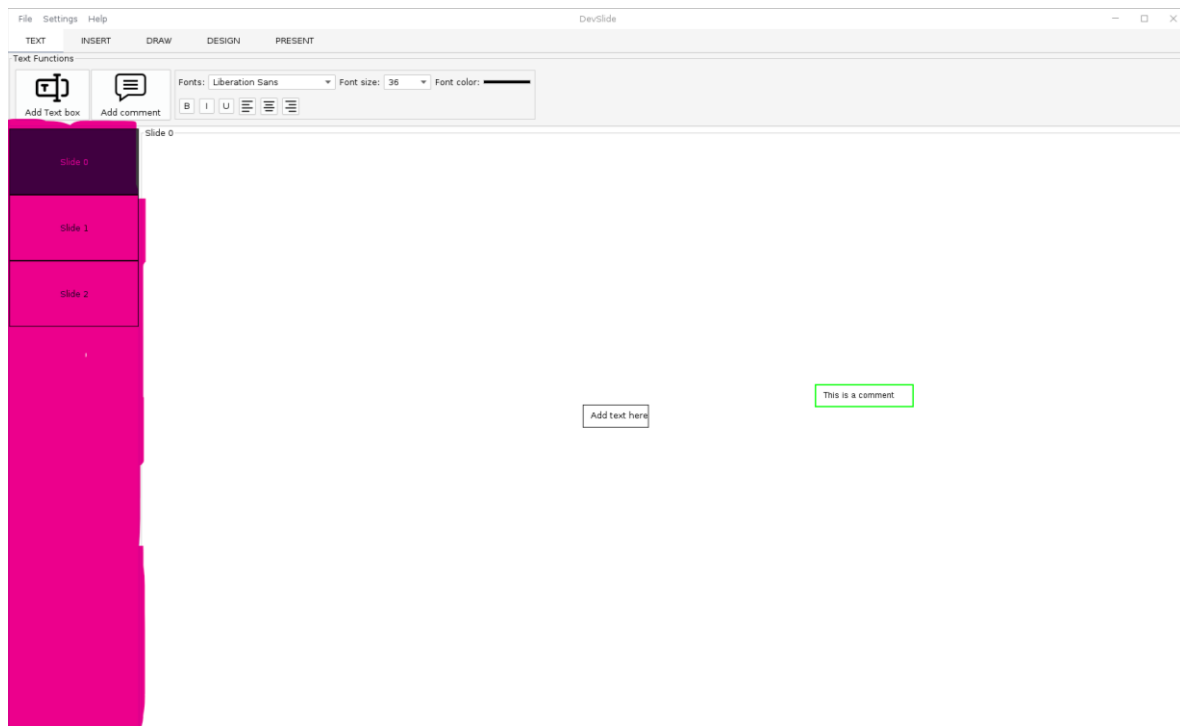 File Settings Help DevSlide
TEXT INSERT DRAW DESIGN PRESENT
Text Functions
Fonts: Liberation Sans Font size: 36 Font color:
B I U
Add Text box Add comment
Slide 0
Slide 0
Slide 1
Slide 2
This is a comment
Add text here